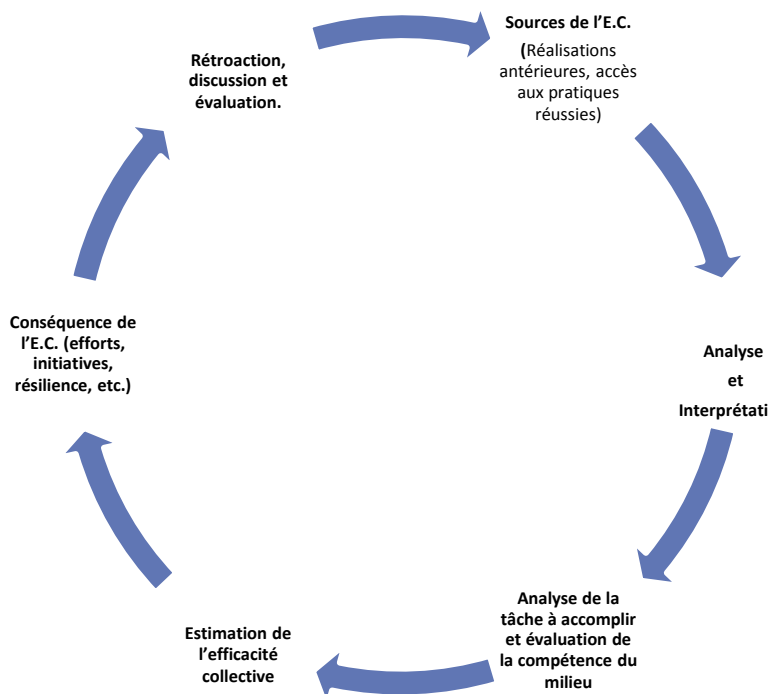 Sources de l'E.C.
(Réalisations
antérieures, accès
aux pratiques
réussies)
Analyse
et
Interprétati
Analyse de la
tâche à accomplir
et évaluation de
la compétence du
milieu
Estimation de
l'efficacité
collective
Conséquence de
l'E.C. (efforts,
initiatives,
résilience, etc.)
Rétroaction,
discussion et
évaluation.